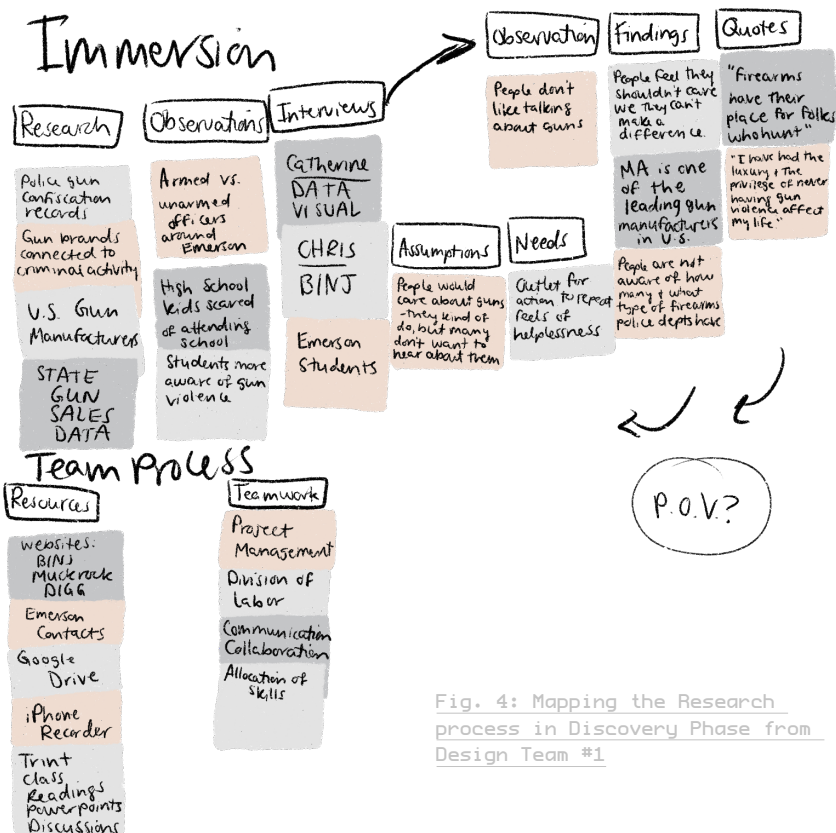 Immersion
Research
Police gun
confiscation
records
Gun brands
connected to
criminal activity
U.S. Gun
Manufacturers
STATE
GUN
SALES
DATA
Observations
Armed vs.
unarmed
officers
around
Emerson
High School
kids scared
of attending
school
Students more
aware of gun
violence
Interviews
Catherine
DATA
VISUAL
CHRIS
BINJ
Emerson
Students
Assumptions
People would
care about guns
-they kind of
do, but many
don't want to
hear about them
Needs
Outlet for
action to repeat
feels of
helplessness
Observation
People don't
like talking
about guns
Findings
People feel they
shouldn't care
b/c they can't
make a
difference.
MA is one
of the
leading gun
manufacturers
in U.S.
People are not
aware of how
many + what
type of firearms
police depts have
Quotes
"Firearms
have their
place for folks
who hunt"
"I have had the
luxury + the
privilege of never
having gun
violence affect
my life"
P.O.V.?
Team Process
Resources
websites:
BINJ
Muckrock
DIGG
Emerson
Contacts
Google
Drive
iPhone
Recorder
Trint
class
Readings
powerpoints
Discussions
Teamwork
Project
Management
Division of
Labor
Communication
Collaboration
Allocation of
skills
Fig. 4: Mapping the Research
process in Discovery Phase from
Design Team #1